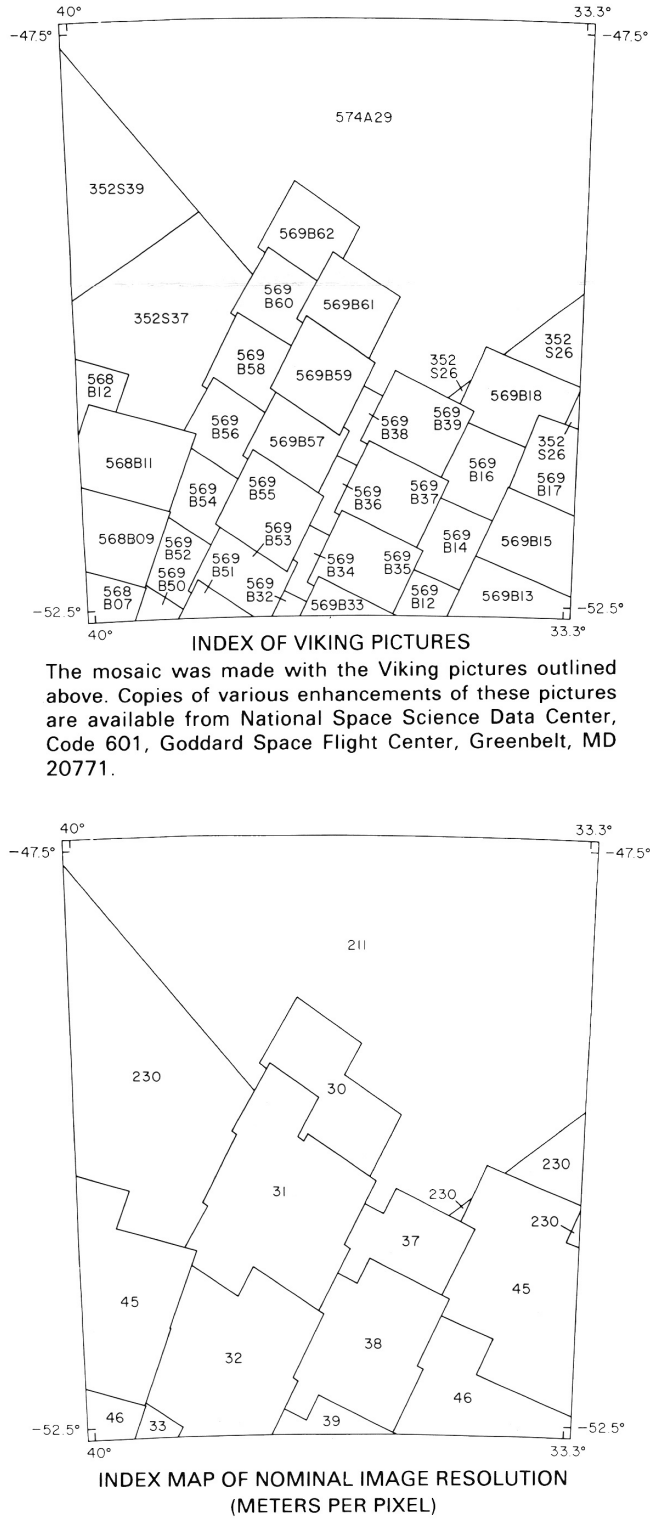 40° 33.3°
−47.5° −47.5°
574A29
352S39
569B62
569
B60
569B61
352S37
352
S26
569
B58
352
S26
569B59
568
B12
569B18
569
B39
569
B38
569
B56
569B57
352
S26
568B11
569
B16
569
B17
569
B54
569
B55
569
B36
569
B37
569
B53
568B09
569
B52
569
B14
569B15
569
B51
569
B34
569
B35
569
B50
569
B32
568
B07
569B33
569
B12
569B13
−52.5° −52.5°
40° 33.3°
INDEX OF VIKING PICTURES
The mosaic was made with the Viking pictures outlined
above. Copies of various enhancements of these pictures
are available from National Space Science Data Center,
Code 601, Goddard Space Flight Center, Greenbelt, MD
20771.
40° 33.3°
−47.5° −47.5°
211
230
30
230
31
230
230
37
45
45
38
32
46
46
33
39
−52.5° −52.5°
40° 33.3°
INDEX MAP OF NOMINAL IMAGE RESOLUTION
(METERS PER PIXEL)